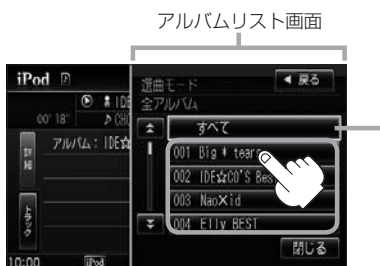 アルバムリスト画面
iPod
選曲モード
◀ 戻る
全アルバム
00' 18"
すべて
アルバム: IDE☆
詳細
001 Big * tears
002 IDE☆CO'S Bes
003 NaoXid
トラック
004 Elly BEST
閉じる
10:00
iPod